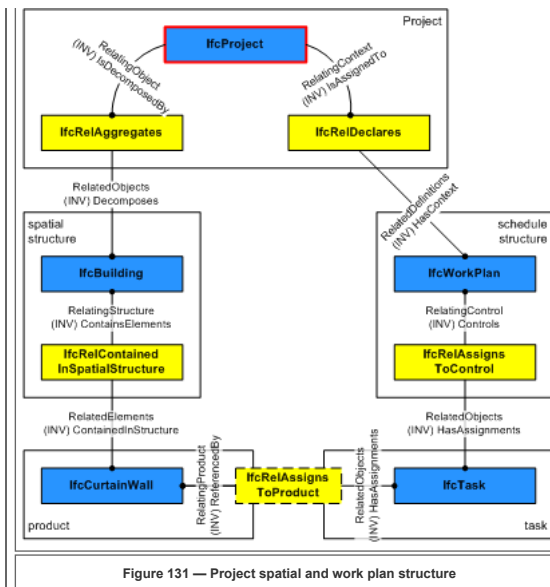 Project
IfcProject
RelatingObject
(INV) IsDecomposedBy
RelatingContext
(INV) IsAssignedTo
IfcRelAggregates
IfcRelDeclares
RelatedObjects
(INV) Decomposes
RelatedDefinitions
(INV) HasContext
spatial
structure
schedule
structure
IfcBuilding
IfcWorkPlan
RelatingStructure
(INV) ContainsElements
RelatingControl
(INV) Controls
IfcRelContained
InSpatialStructure
IfcRelAssigns
ToControl
RelatedElements
(INV) ContainedInStructure
RelatedObjects
(INV) HasAssignments
IfcCurtainWall
RelatingProduct
(INV) ReferencedBy
IfcRelAssigns
ToProduct
RelatedObjects
(INV) HasAssignments
IfcTask
product
task
Figure 131 — Project spatial and work plan structure